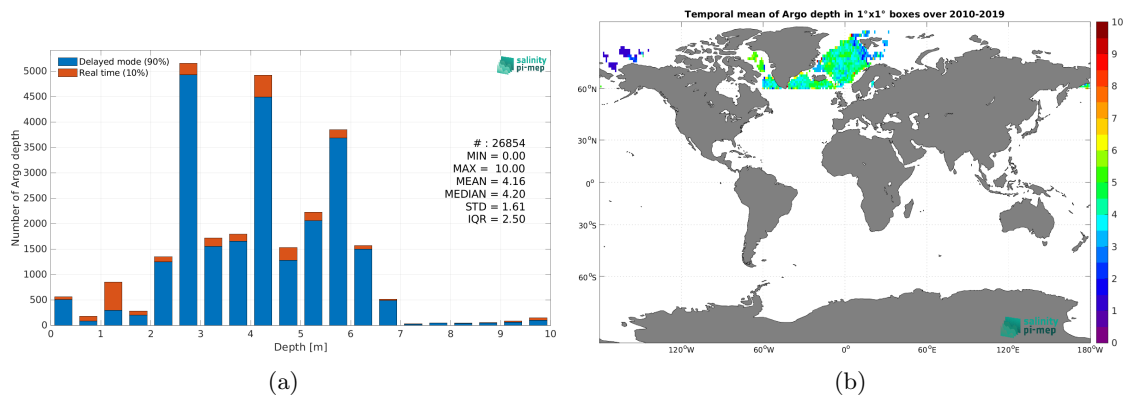 Delayed mode (90%)
Real time (10%)
salinity
pi-mep
Number of Argo depth
5000
4500
4000
3500
3000
2500
2000
1500
1000
500
0
# : 26854
MIN = 0.00
MAX = 10.00
MEAN = 4.16
MEDIAN = 4.20
STD = 1.61
IQR = 2.50
0 1 2 3 4 5 6 7 8 9 10
Depth [m]
(a)
Temporal mean of Argo depth in 1°x1° boxes over 2010-2019
60°N
30°N
0°
30°S
60°S
120°W 60°W 0° 60°E 120°E 180°W
salinity
pi-mep
10
9
8
7
6
5
4
3
2
1
0
(b)